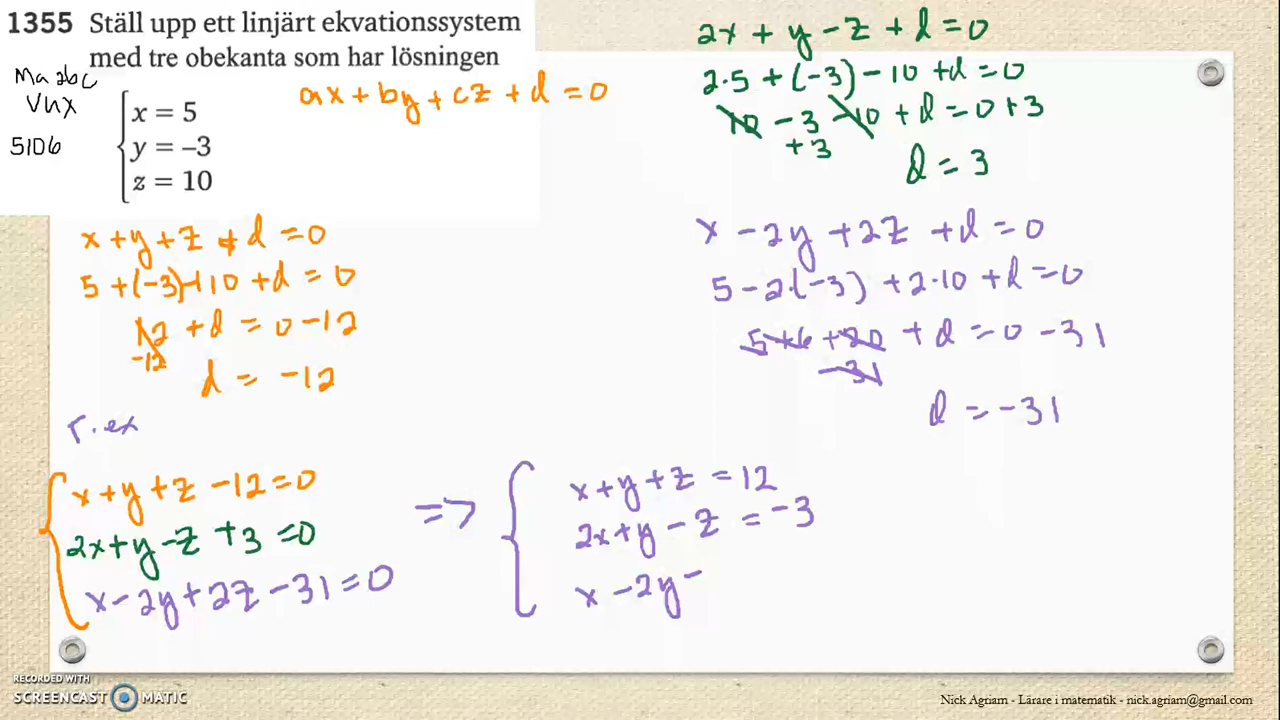 1355 Ställ upp ett linjärt ekvationssystem
med tre obekanta som har lösningen
Ma 2bc
VUX
5106
x = 5
y = –3
z = 10
ax + by + cz + d = 0
x + y + z + d = 0
5 + (-3) + 10 + d = 0
12 + d = 0 - 12
-12
d = -12
2x + y - z + d = 0
2·5 + (-3) - 10 + d = 0
10 - 3 - 10 + d = 0 + 3
+3
d = 3
x - 2y + 2z + d = 0
5 - 2·(-3) + 2·10 + d = 0
5 + 6 + 20 + d = 0 - 31
-31
d = -31
T.ex
x + y + z - 12 = 0
2x + y - z + 3 = 0
x - 2y + 2z - 31 = 0
=>
x + y + z = 12
2x + y - z = -3
x - 2y -
RECORDED WITH
SCREENCAST MATIC
Nick Agriam - Lärare i matematik - nick.agriam@gmail.com